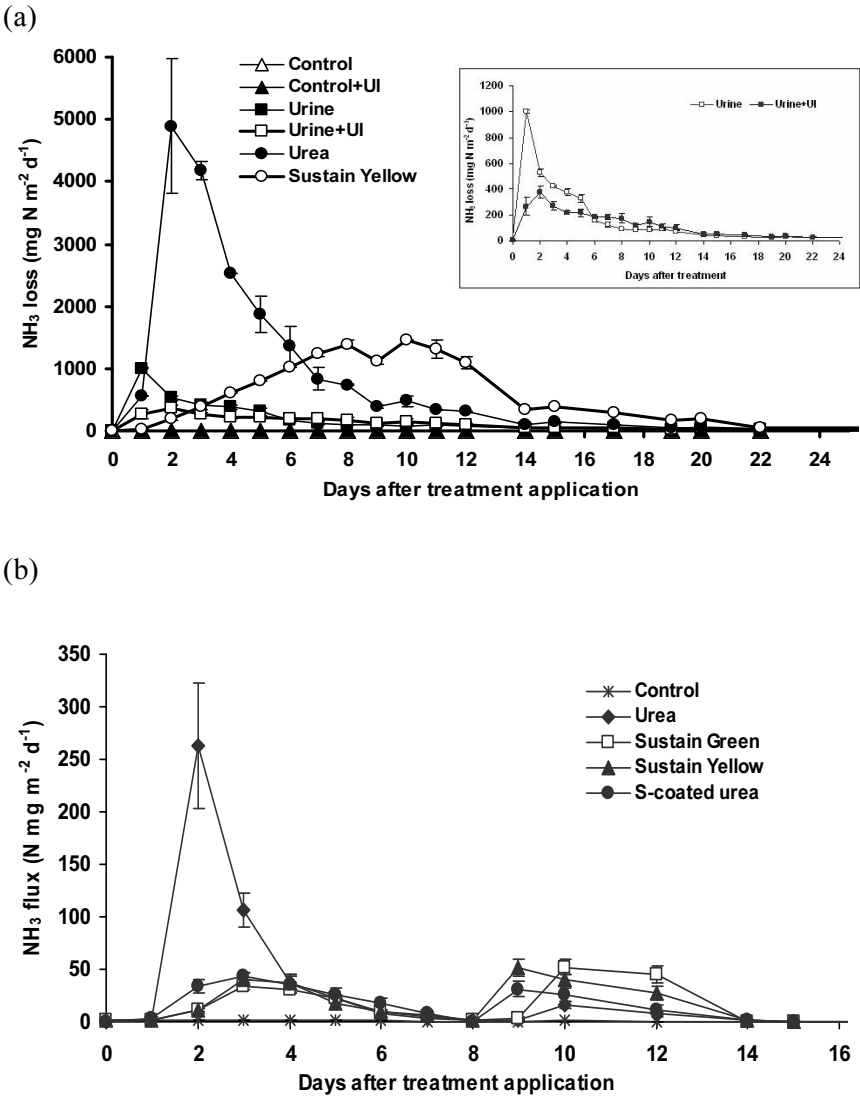 (a)
6000
5000
4000
3000
2000
1000
0
NH₃ loss (mg N m⁻² d⁻¹)
Control
Control+UI
Urine
Urine+UI
Urea
Sustain Yellow
1200
1000
800
600
400
200
0
NH₃ loss (mg N m⁻² d⁻¹)
Urine Urine+UI
0 2 4 6 8 10 12 14 16 18 20 22 24
Days after treatment
0 2 4 6 8 10 12 14 16 18 20 22 24
Days after treatment application
(b)
350
300
250
200
150
100
50
0
NH₃ flux (N mg m⁻² d⁻¹)
Control
Urea
Sustain Green
Sustain Yellow
S-coated urea
0 2 4 6 8 10 12 14 16
Days after treatment application